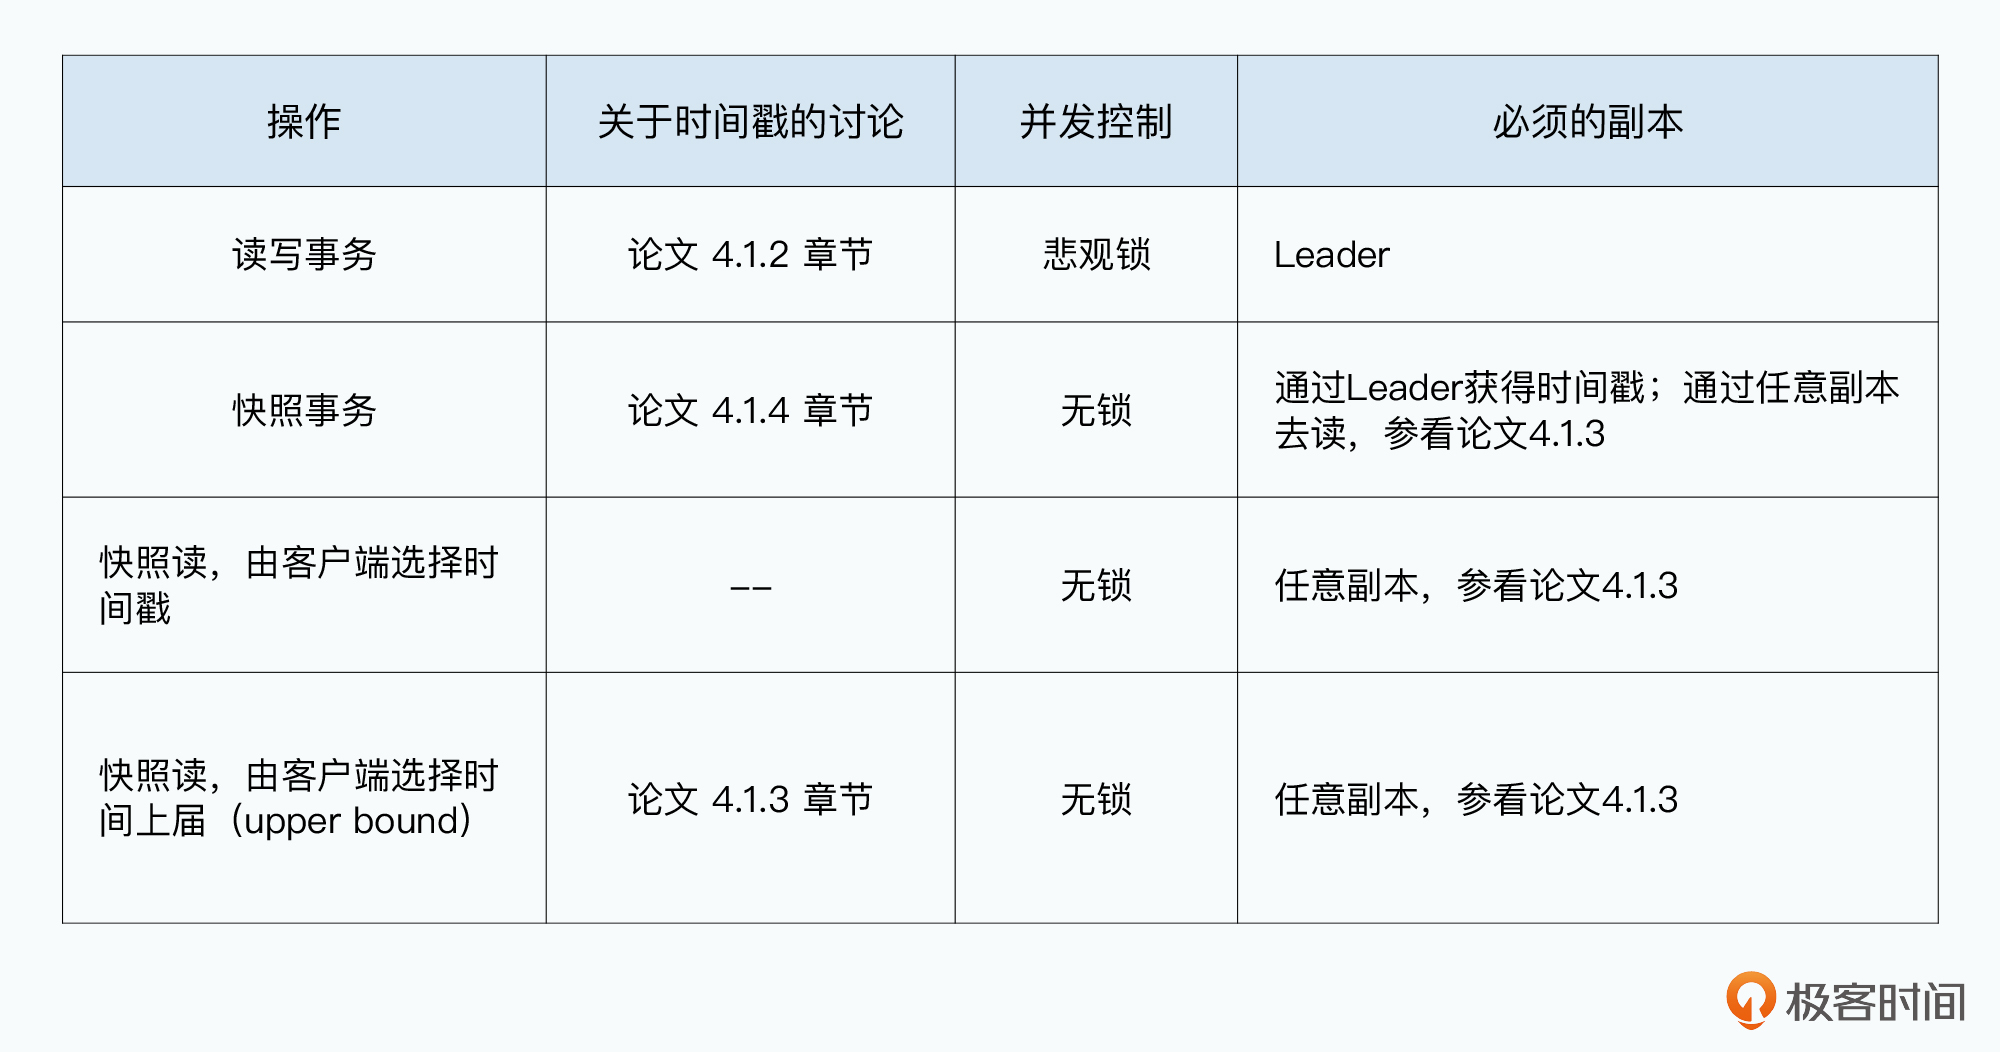 操作 关于时间戳的讨论 并发控制 必须的副本
读写事务 论文 4.1.2 章节 悲观锁 Leader
快照事务 论文 4.1.4 章节 无锁 通过Leader获得时间戳；通过任意副本
去读，参看论文4.1.3
快照读，由客户端选择时
间戳
-- 无锁 任意副本，参看论文4.1.3
快照读，由客户端选择时
间上届（upper bound）
论文 4.1.3 章节 无锁 任意副本，参看论文4.1.3
极客时间